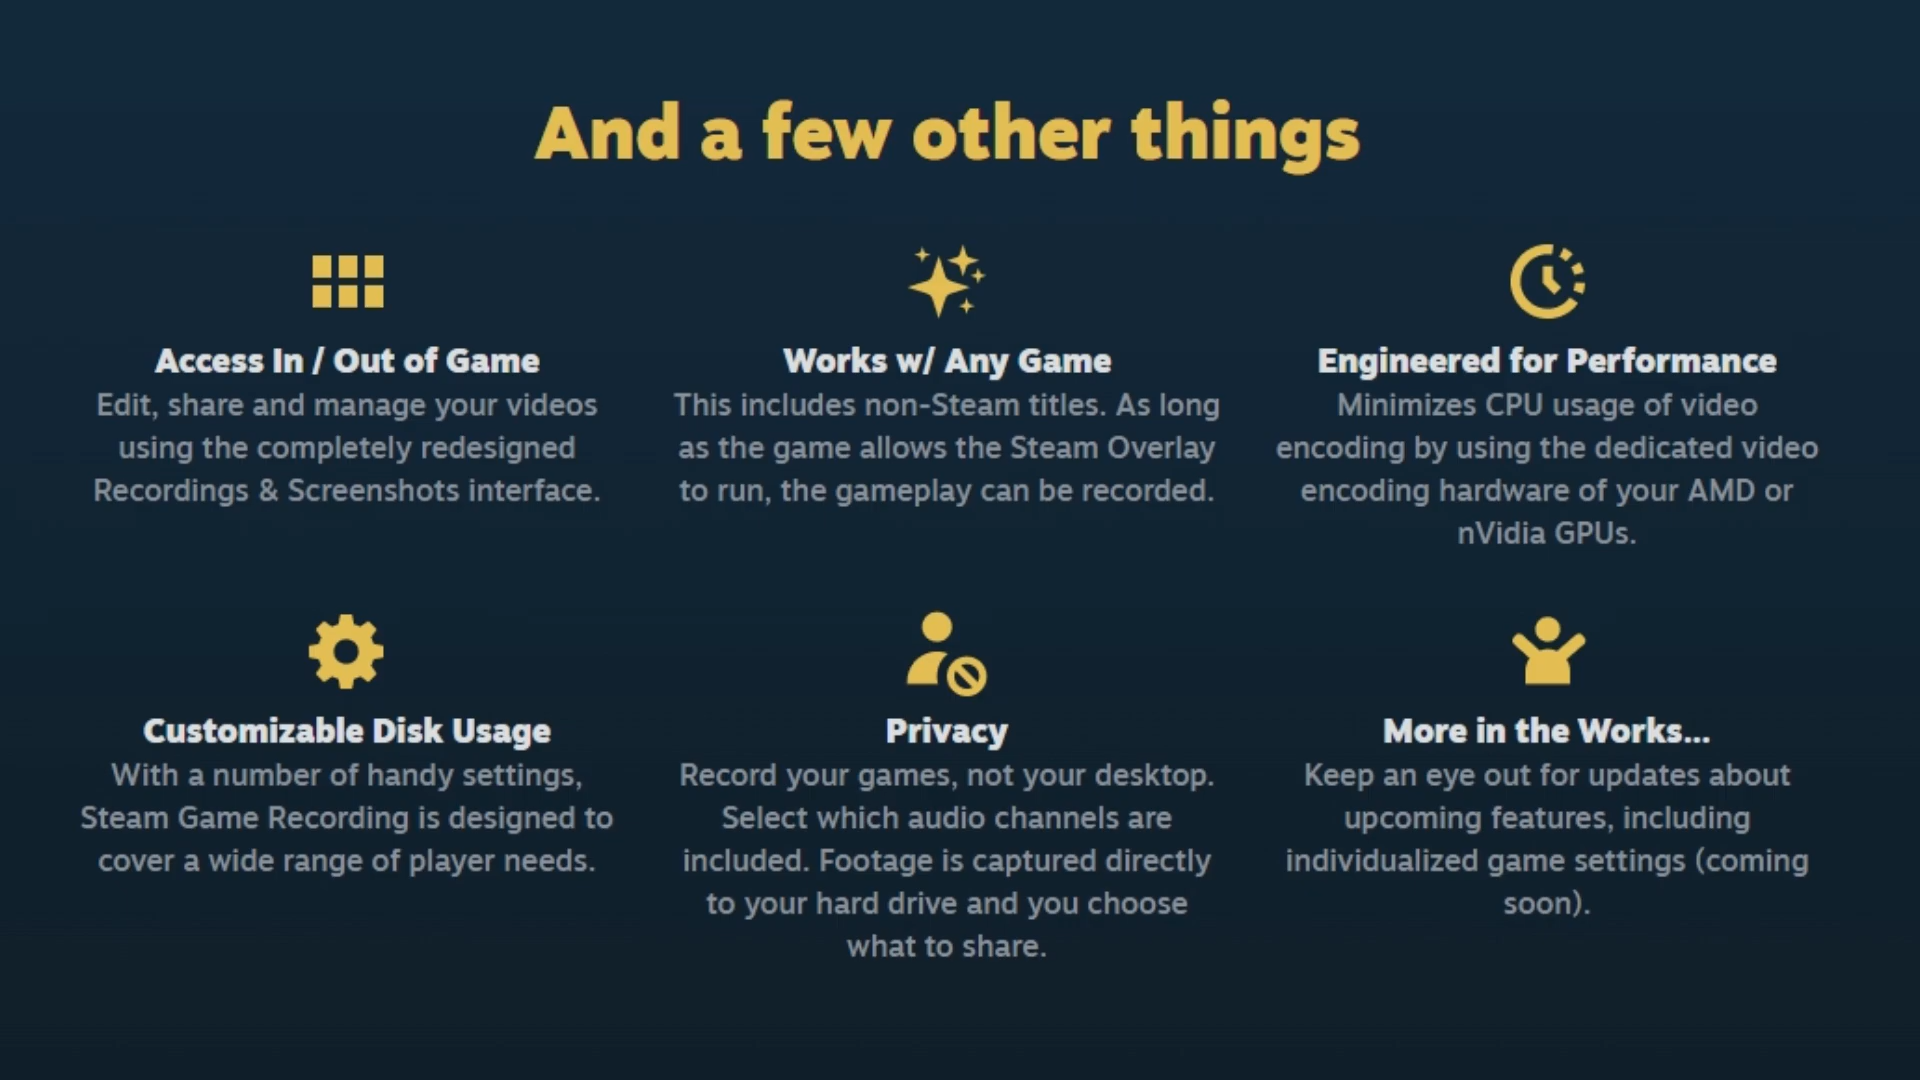 And a few other things
Access In / Out of Game
Edit, share and manage your videos
using the completely redesigned
Recordings & Screenshots interface.
Works w/ Any Game
This includes non-Steam titles. As long
as the game allows the Steam Overlay
to run, the gameplay can be recorded.
Engineered for Performance
Minimizes CPU usage of video
encoding by using the dedicated video
encoding hardware of your AMD or
nVidia GPUs.
Customizable Disk Usage
With a number of handy settings,
Steam Game Recording is designed to
cover a wide range of player needs.
Privacy
Record your games, not your desktop.
Select which audio channels are
included. Footage is captured directly
to your hard drive and you choose
what to share.
More in the Works...
Keep an eye out for updates about
upcoming features, including
individualized game settings (coming
soon).